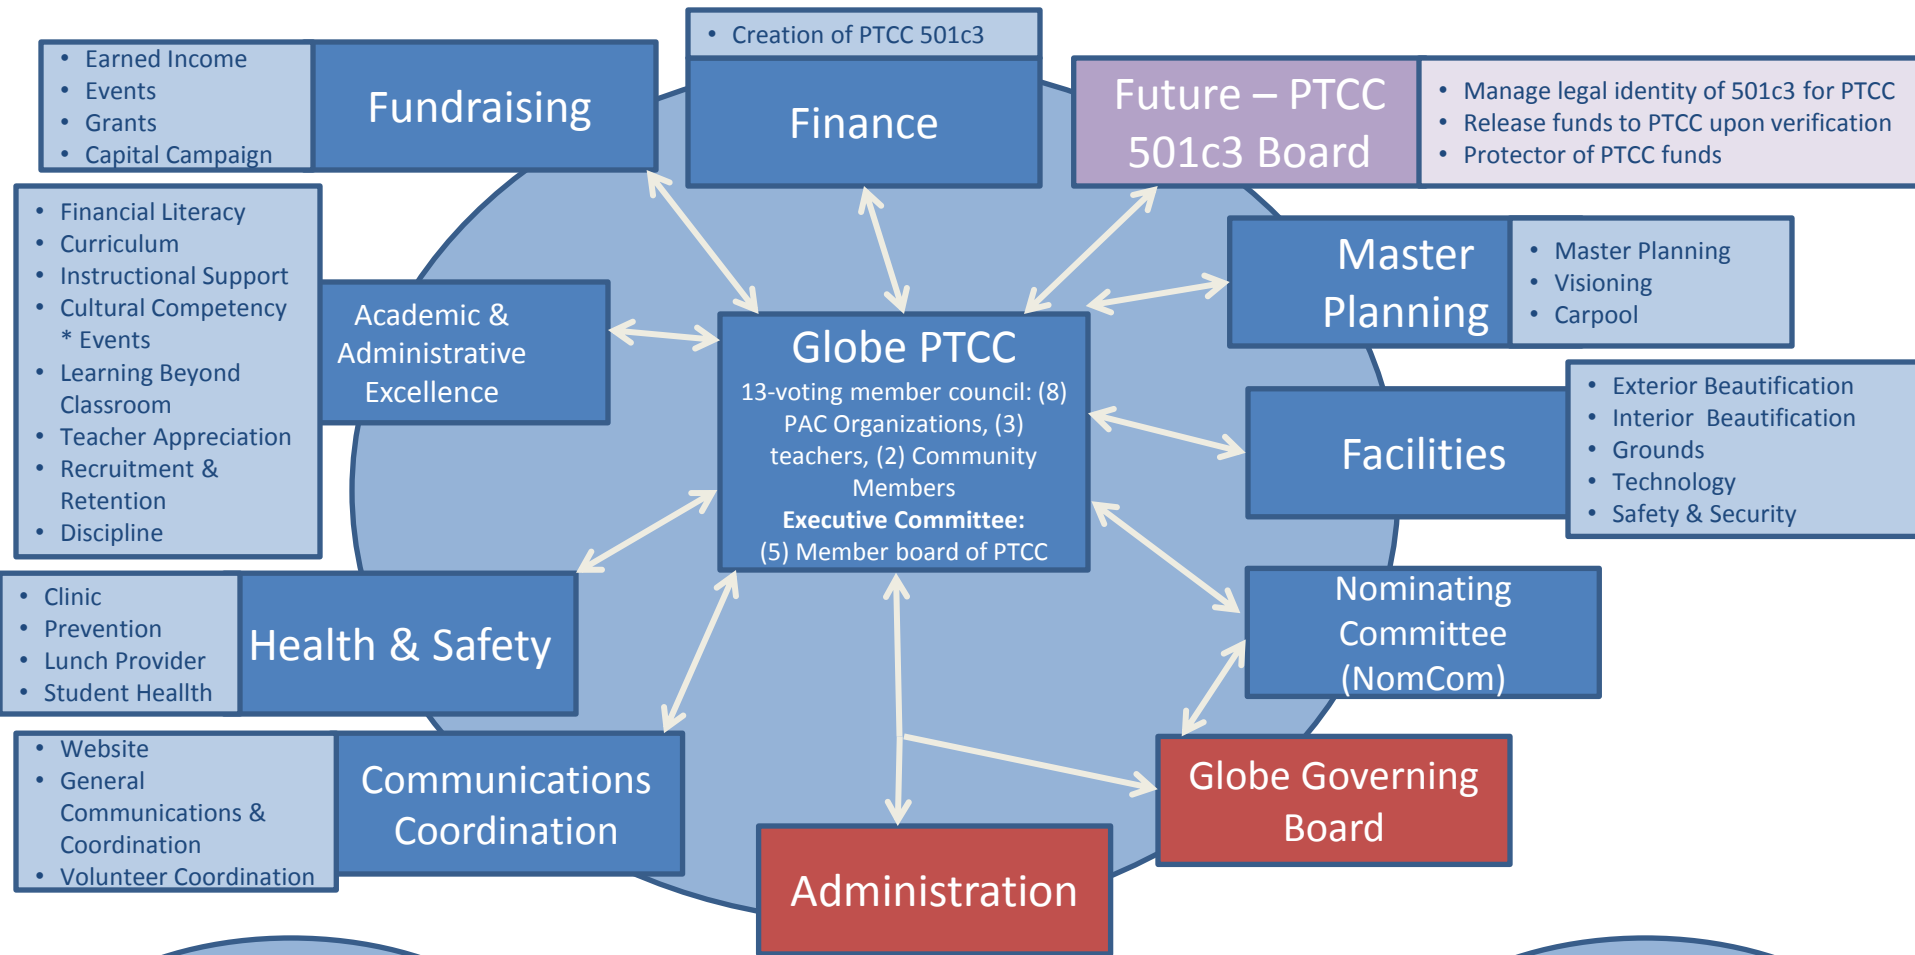 • Creation of PTCC 501c3
Finance
• Earned Income
• Events
• Grants
• Capital Campaign
Fundraising
Future – PTCC
501c3 Board
• Manage legal identity of 501c3 for PTCC
• Release funds to PTCC upon verification
• Protector of PTCC funds
• Financial Literacy
• Curriculum
• Instructional Support
• Cultural Competency
* Events
• Learning Beyond
Classroom
• Teacher Appreciation
• Recruitment &
Retention
• Discipline
Academic &
Administrative
Excellence
Master
Planning
• Master Planning
• Visioning
• Carpool
Globe PTCC
13-voting member council: (8)
PAC Organizations, (3)
teachers, (2) Community
Members
Executive Committee:
(5) Member board of PTCC
Facilities
• Exterior Beautification
• Interior  Beautification
• Grounds
• Technology
• Safety & Security
• Clinic
• Prevention
• Lunch Provider
• Student Heallth
Health & Safety
Nominating
Committee
(NomCom)
• Website
• General
Communications &
Coordination
• Volunteer Coordination
Communications
Coordination
Globe Governing
Board
Administration